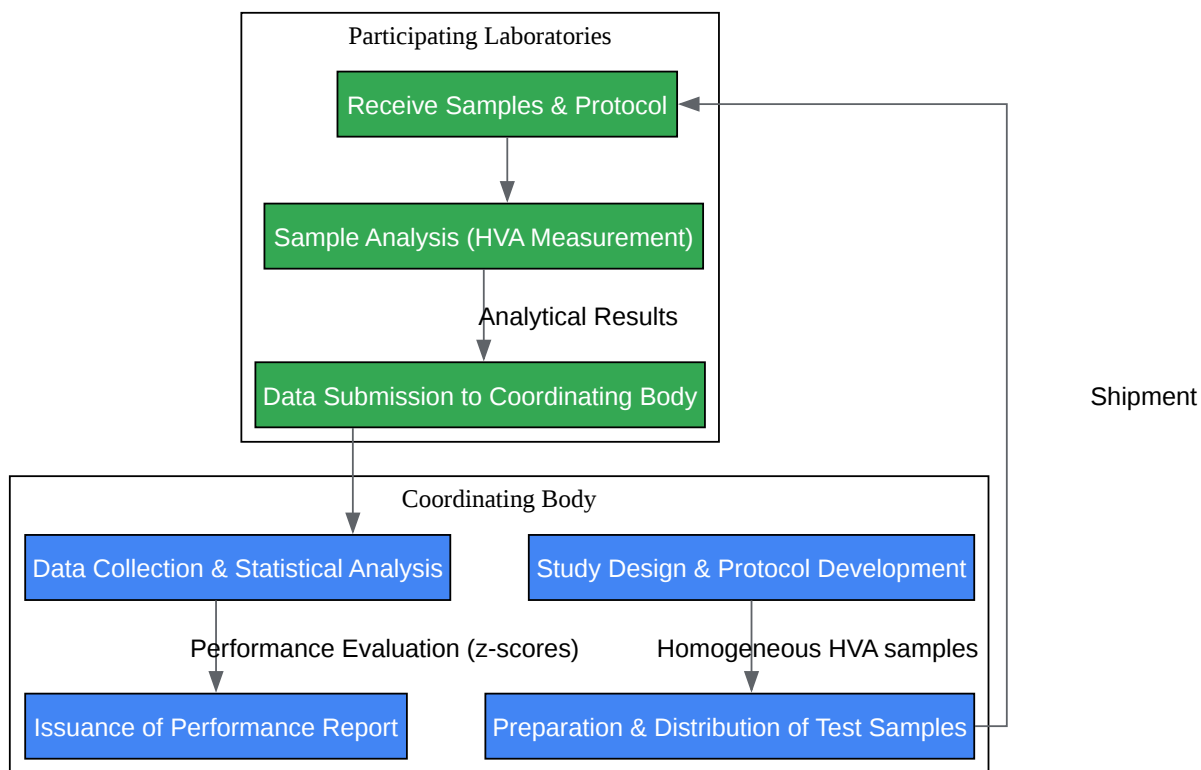 Participating Laboratories
Receive Samples & Protocol
Sample Analysis (HVA Measurement)
Analytical Results
Data Submission to Coordinating Body
Shipment
Coordinating Body
Data Collection & Statistical Analysis
Study Design & Protocol Development
Performance Evaluation (z-scores)
Homogeneous HVA samples
Issuance of Performance Report
Preparation & Distribution of Test Samples